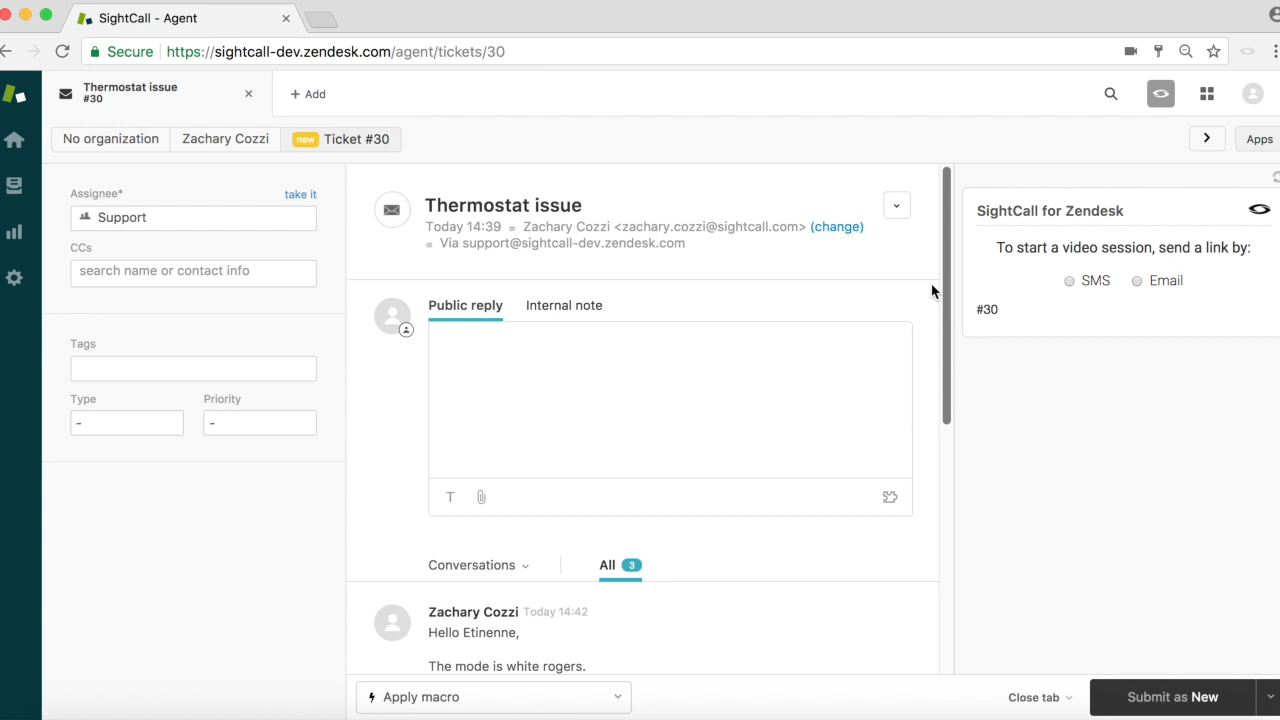 SightCall - Agent
Secure https://sightcall-dev.zendesk.com/agent/tickets/30
Thermostat issue
#30
+ Add
No organization
Zachary Cozzi
new Ticket #30
Apps
Assignee*
take it
Support
CCs
search name or contact info
Tags
Type
Priority
-
-
Thermostat issue
Today 14:39 Zachary Cozzi <zachary.cozzi@sightcall.com> (change)
Via support@sightcall-dev.zendesk.com
Public reply
Internal note
T
Conversations
All 3
Zachary Cozzi Today 14:42
Hello Etinenne,
The mode is white rogers.
Apply macro
Close tab
Submit as New
SightCall for Zendesk
To start a video session, send a link by:
SMS
Email
#30